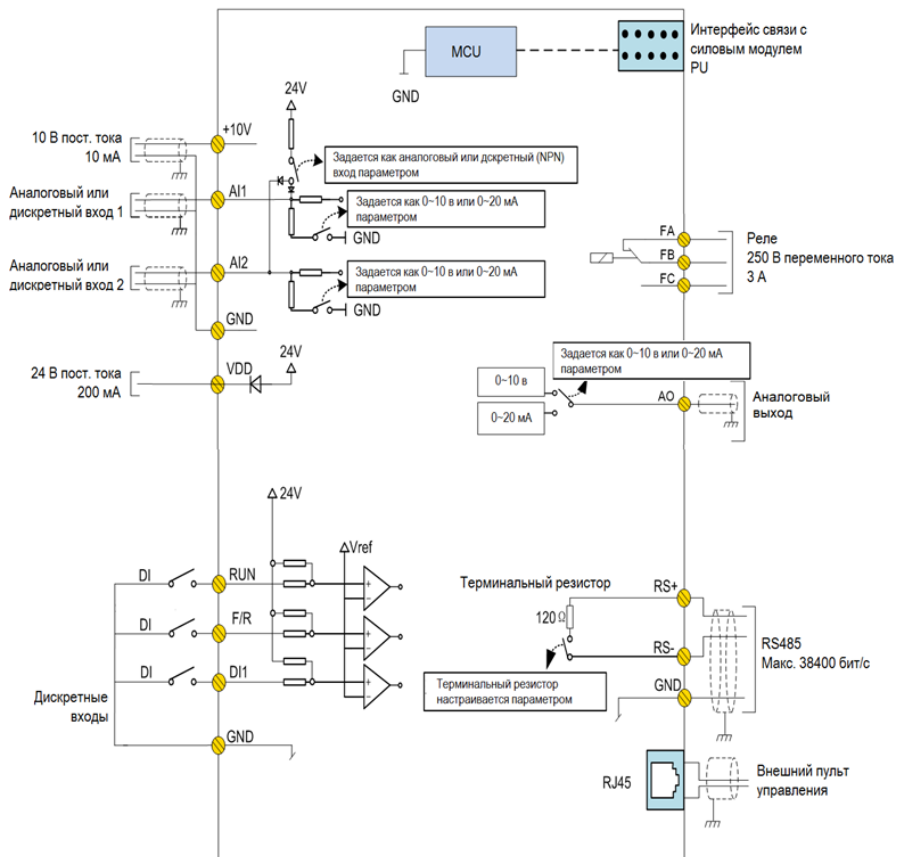 MCU
GND
Интерфейс связи с
силовым модулем
PU
24V
+10V
10 В пост. тока
10 мА
Задается как аналоговый или дскретный (NPN)
вход параметром
Аналоговый или
дискретный вход 1
AI1
Задается как 0~10 в или 0~20 мА
параметром
GND
Аналоговый или
дискретный вход 2
AI2
Задается как 0~10 в или 0~20 мА
параметром
GND
GND
FA
FB
FC
Реле
250 В переменного тока
3 А
24 В пост. тока
200 мА
VDD
24V
Задается как 0~10 в или 0~20 мА
параметром
0~10 в
0~20 мА
AO
Аналоговый
выход
24V
Vref
DI
RUN
DI
F/R
DI
DI1
Дискретные
входы
GND
Терминальный резистор
120 Ω
RS+
RS-
GND
RS485
Макс. 38400 бит/с
Терминальный резистор
настраивается параметром
RJ45
Внешний пульт
управления